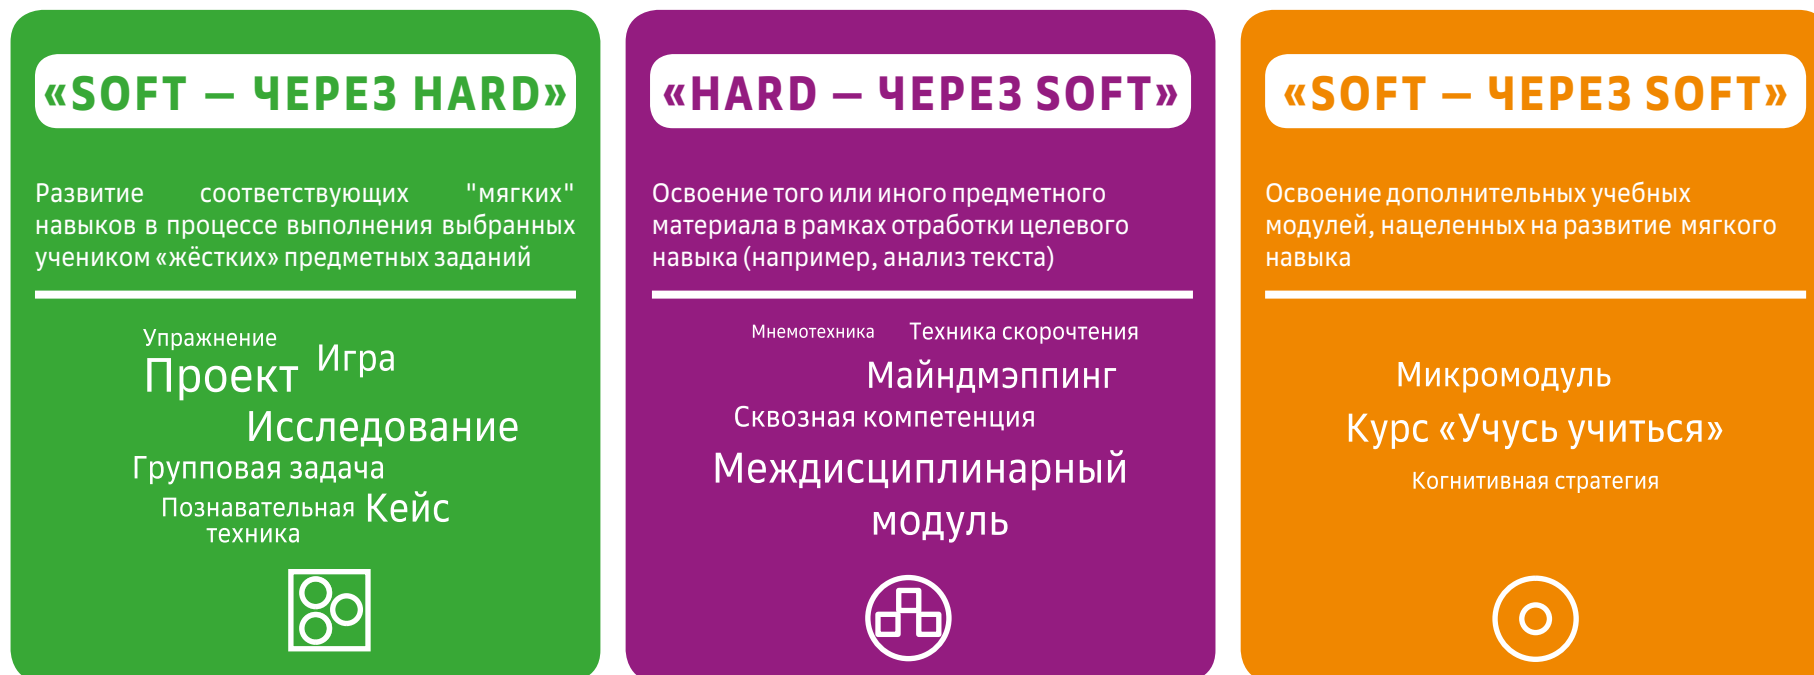 «SOFT – ЧЕРЕЗ HARD»
Развитие соответствующих "мягких"
навыков в процессе выполнения выбранных
учеником «жёстких» предметных заданий
Упражнение
Проект Игра
Исследование
Групповая задача
Познавательная Кейс
техника
«HARD – ЧЕРЕЗ SOFT»
Освоение того или иного предметного
материала в рамках отработки целевого
навыка (например, анализ текста)
Мнемотехника Техника скорочтения
Майндмэппинг
Сквозная компетенция
Междисциплинарный
модуль
«SOFT – ЧЕРЕЗ SOFT»
Освоение дополнительных учебных
модулей, нацеленных на развитие мягкого
навыка
Микромодуль
Курс «Учусь учиться»
Когнитивная стратегия